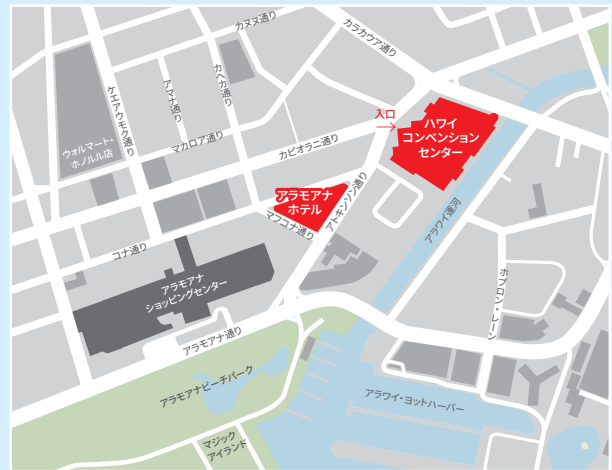 カヌヌ通り
カラカウア通り
カヘカ通り
アマナ通り
ケエアウモク通り
入口
ハワイ
コンベンション
センター
マカロア通り
カピオラニ通り
ウォルマート・
ホノルル店
アラモアナ
ホテル
アトキンソン通り
マフコナ通り
アラワイ運河
コナ通り
アラモアナ
ショッピングセンター
ホブロン・レーン
アラモアナ通り
アラモアナビーチパーク
アラワイ・ヨットハーバー
マジック
アイランド